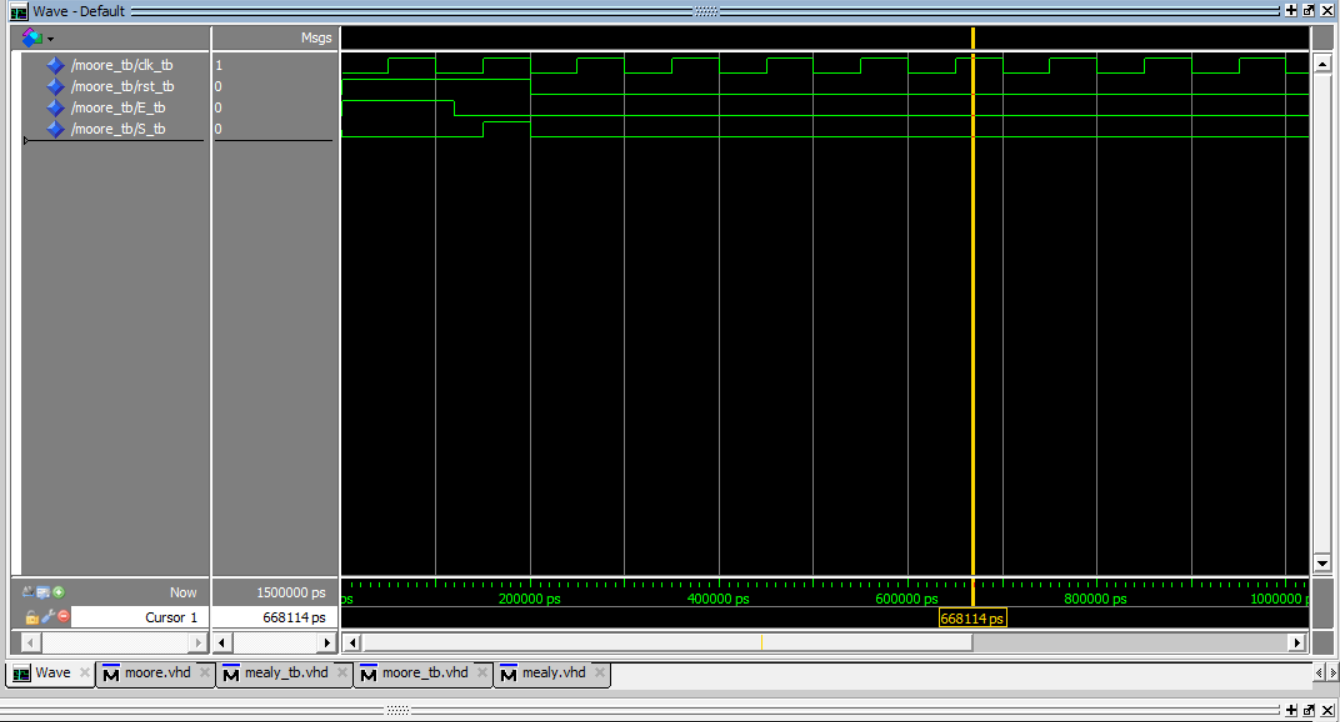 Wave - Default
Msgs
/moore_tb/clk_tb 1
/moore_tb/rst_tb 0
/moore_tb/E_tb 0
/moore_tb/S_tb 0
Now 1500000 ps
ps 200000 ps 400000 ps 600000 ps 800000 ps 1000000 p
Cursor 1 668114 ps
668114 ps
Wave moore.vhd mealy_tb.vhd moore_tb.vhd mealy.vhd